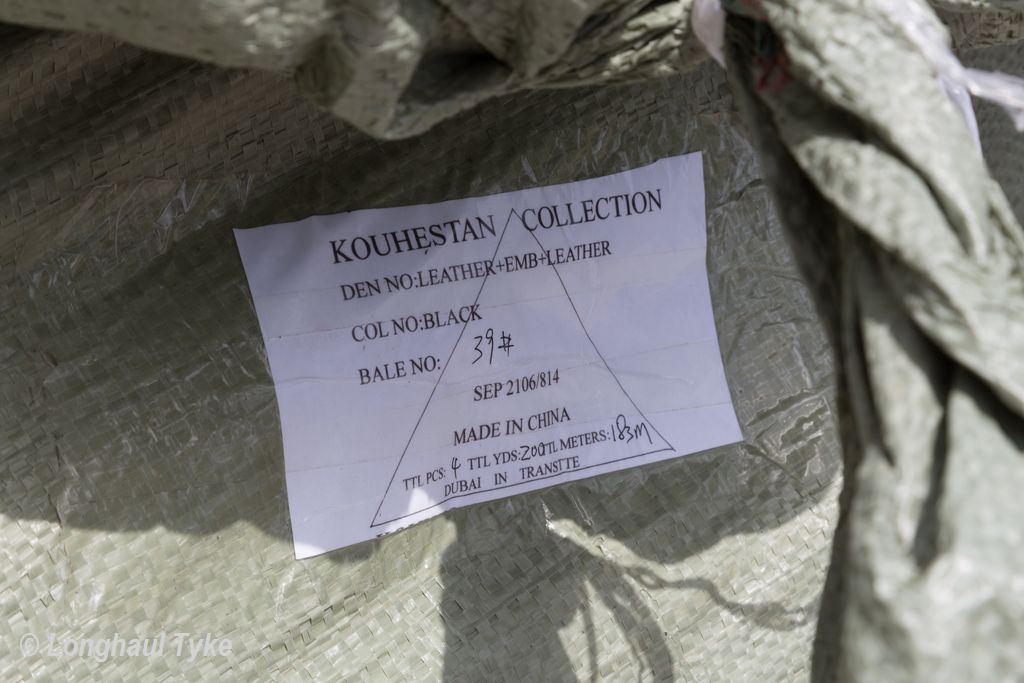 KOUHESTAN COLLECTION
DEN NO:LEATHER+EMB+LEATHER
COL NO:BLACK
BALE NO: 39#
SEP 2106/814
MADE IN CHINA
TTL PCS: 4 TTL YDS:200TL METERS:183M
DUBAI IN TRANSTTE
© Longhaul Tyke